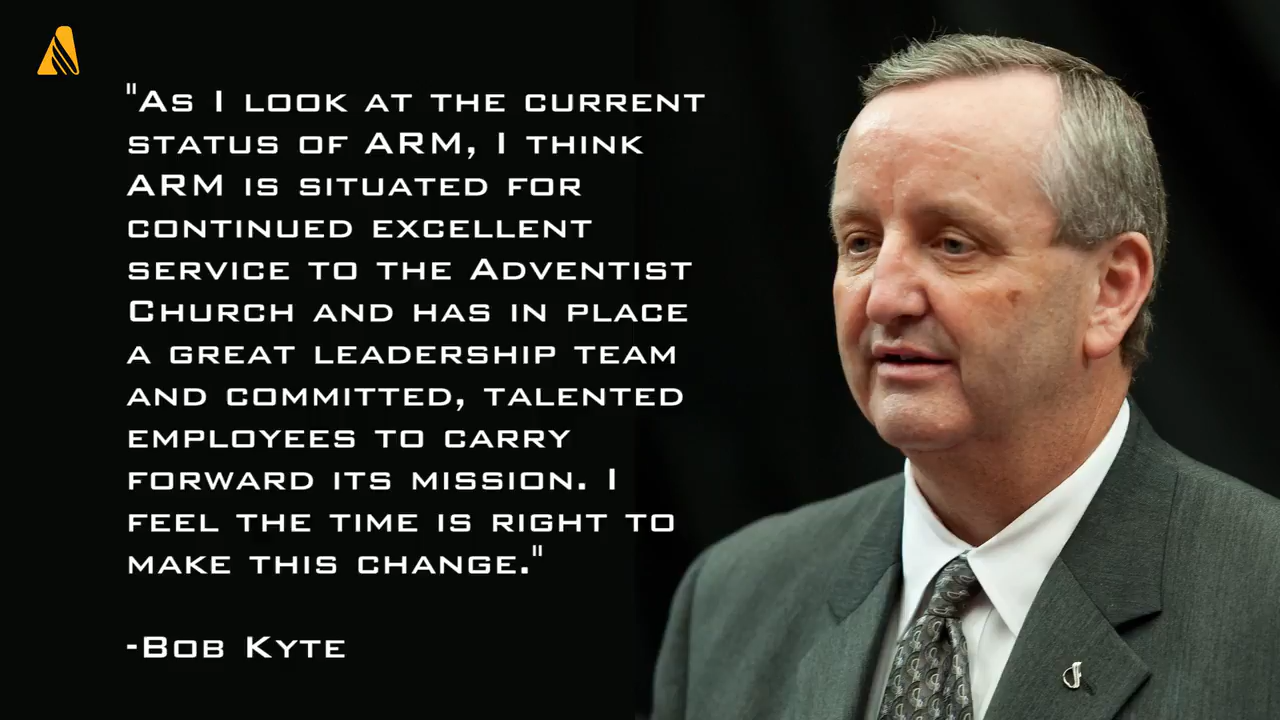 "As I look at the current
status of ARM, I think
ARM is situated for
continued excellent
service to the Adventist
Church and has in place
a great leadership team
and committed, talented
employees to carry
forward its mission. I
feel the time is right to
make this change."
-Bob Kyte